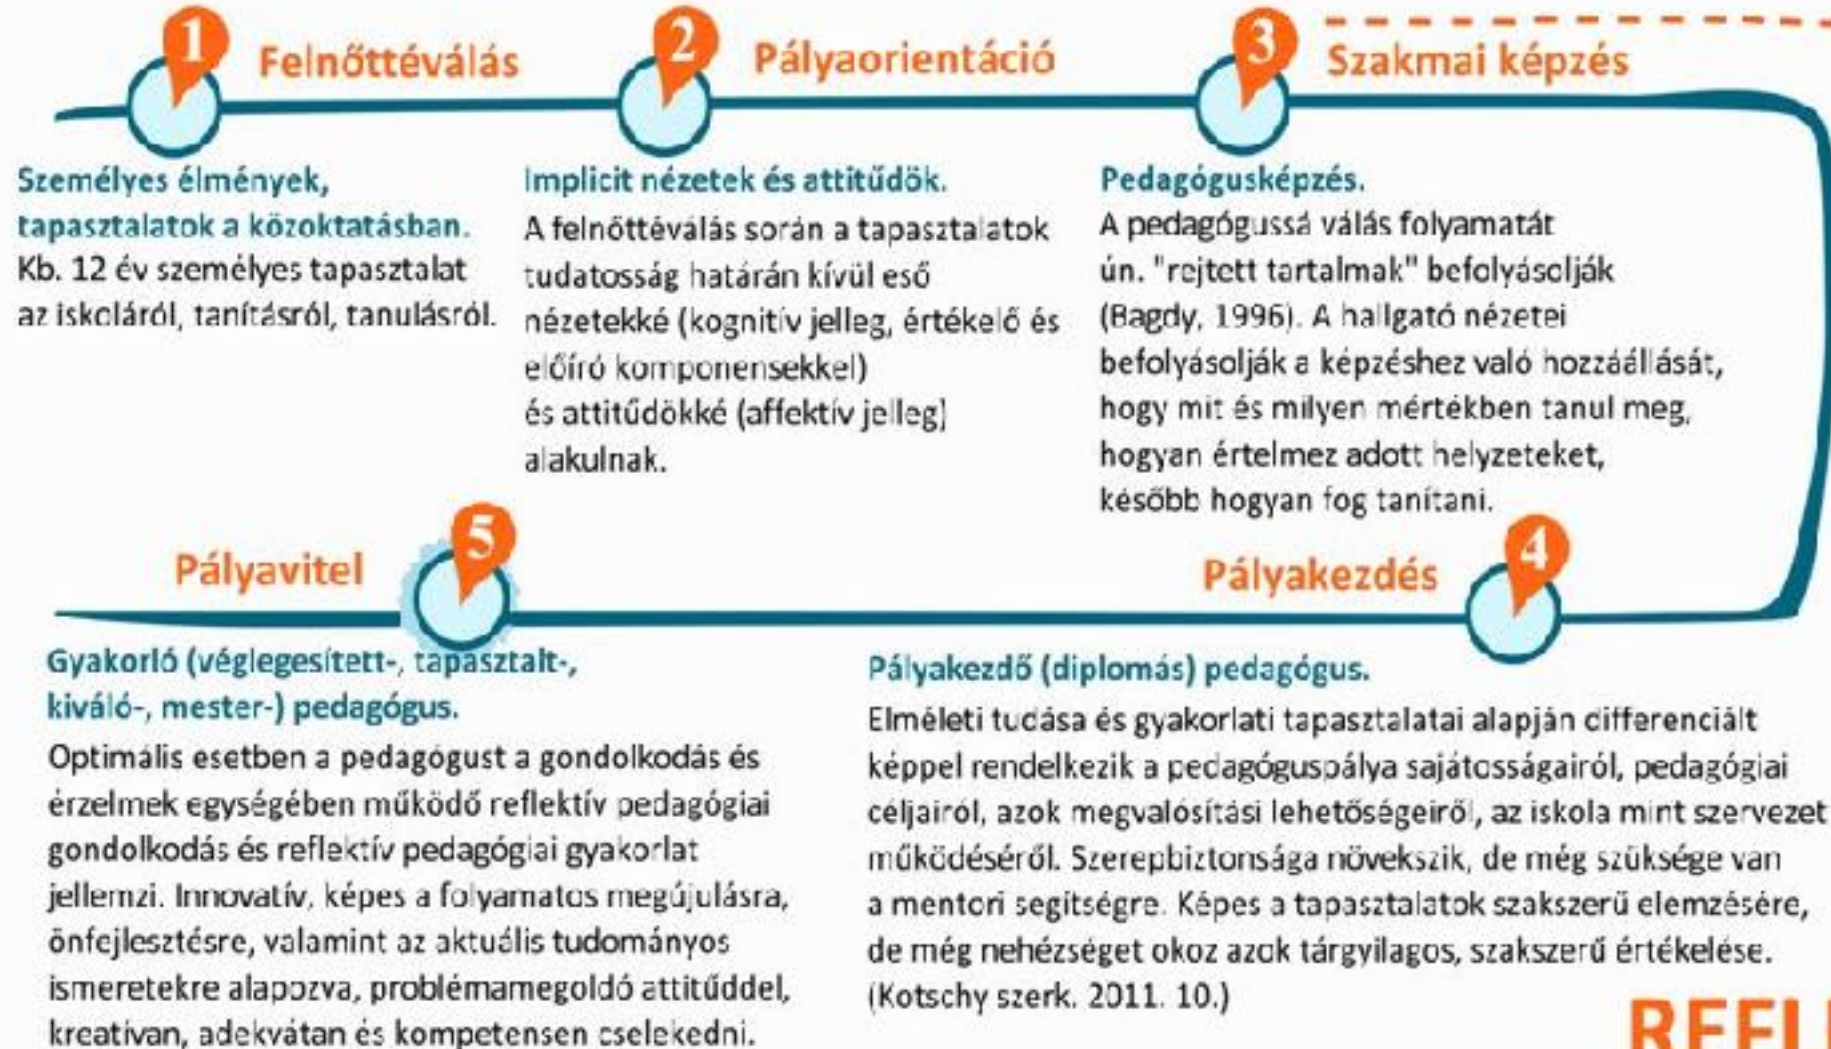 1
Felnőttéválás
Személyes élmények,
tapasztalatok a közoktatásban.
Kb. 12 év személyes tapasztalat
az iskoláról, tanításról, tanulásról.
2
Pályaorientáció
Implicit nézetek és attitűdök.
A felnőttéválás során a tapasztalatok
tudatosság határán kívül eső
nézetekké (kognitív jelleg, értékelő és
előíró komponensekkel)
és attitűdökké (affektív jelleg)
alakulnak.
3
Szakmai képzés
Pedagógusképzés.
A pedagógussá válás folyamatát
ún. "rejtett tartalmak" befolyásolják
(Bagdy, 1996). A hallgató nézetei
befolyásolják a képzéshez való hozzáállását,
hogy mit és milyen mértékben tanul meg,
hogyan értelmez adott helyzeteket,
később hogyan fog tanítani.
4
Pályakezdés
Pályakezdő (diplomás) pedagógus.
Elméleti tudása és gyakorlati tapasztalatai alapján differenciált
képpel rendelkezik a pedagóguspálya sajátosságairól, pedagógiai
céljairól, azok megvalósítási lehetőségeiről, az iskola mint szervezet
működéséről. Szerepbiztonsága növekszik, de még szüksége van
a mentori segítségre. Képes a tapasztalatok szakszerű elemzésére,
de még nehézséget okoz azok tárgyilagos, szakszerű értékelése.
(Kotschy szerk. 2011. 10.)
5
Pályavitel
Gyakorló (véglegesített-, tapasztalt-,
kiváló-, mester-) pedagógus.
Optimális esetben a pedagógust a gondolkodás és
érzelmek egységében működő reflektív pedagógiai
gondolkodás és reflektív pedagógiai gyakorlat
jellemzi. Innovatív, képes a folyamatos megújulásra,
önfejlesztésre, valamint az aktuális tudományos
ismeretekre alapozva, problémamegoldó attitűddel,
kreatívan, adekvátan és kompetensen cselekedni.